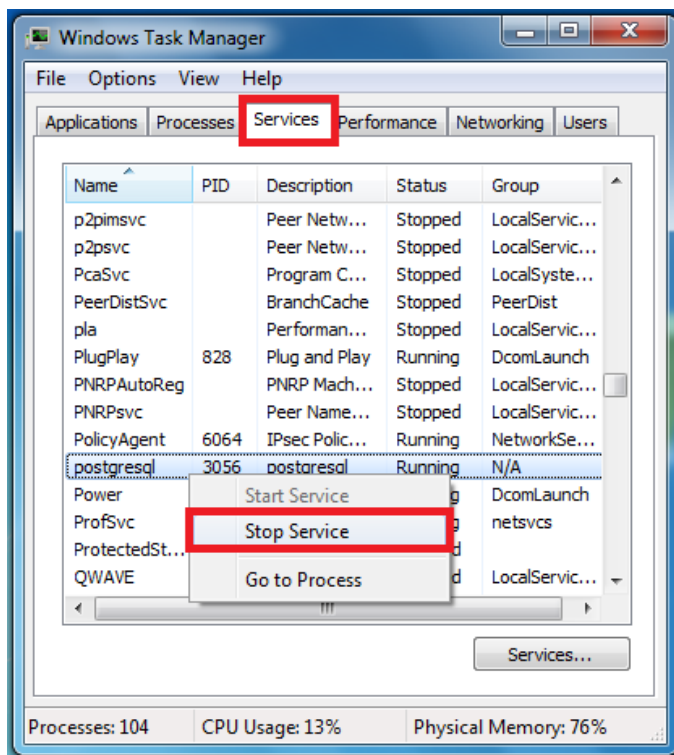 Windows Task Manager
File Options View Help
Applications Processes Services Performance Networking Users
Name PID Description Status Group
p2pimsvc Peer Netw... Stopped LocalServic...
p2psvc Peer Netw... Stopped LocalServic...
PcaSvc Program C... Stopped LocalSyste...
PeerDistSvc BranchCache Stopped PeerDist
pla Performan... Stopped LocalServic...
PlugPlay 828 Plug and Play Running DcomLaunch
PNRPAutoReg PNRP Mach... Stopped LocalServic...
PNRPsvc Peer Name... Stopped LocalServic...
PolicyAgent 6064 IPsec Polic... Running NetworkSe...
postgresql 3056 postgresql Running N/A
Power Start Service g DcomLaunch
ProfSvc Stop Service g netsvcs
ProtectedSt... d
QWAVE Go to Process d LocalServic...
Services...
Processes: 104 CPU Usage: 13% Physical Memory: 76%